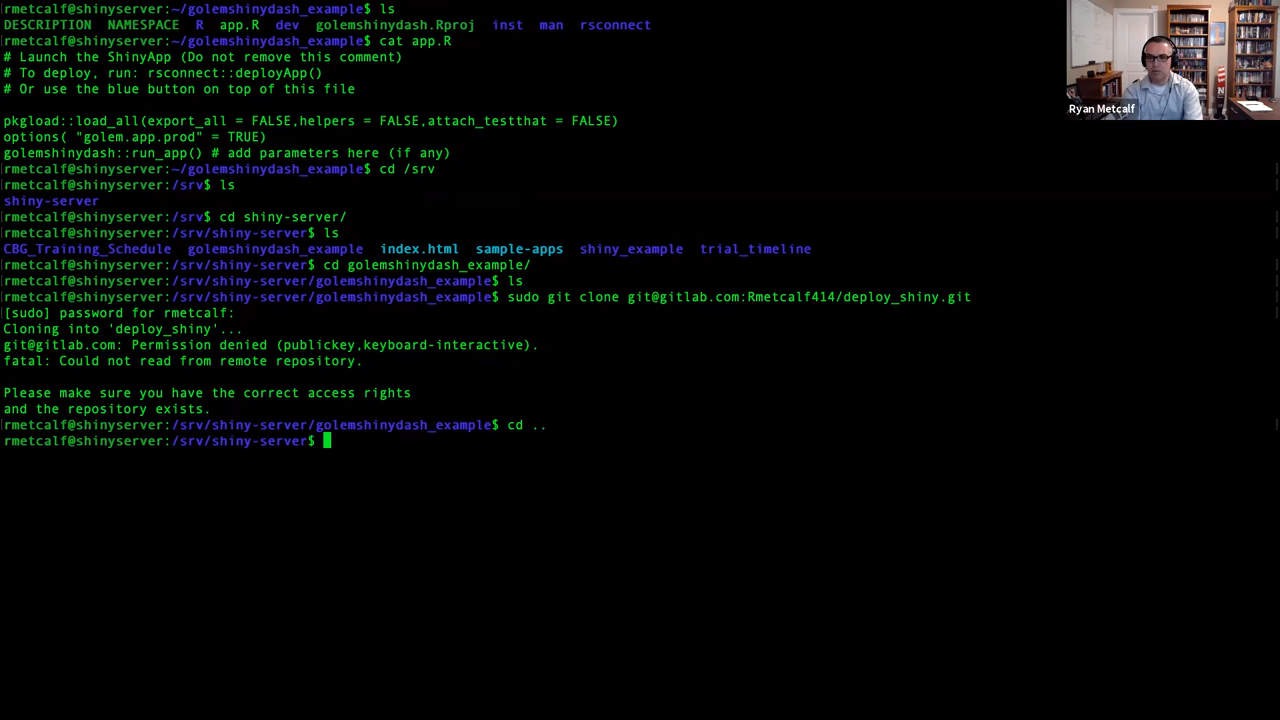 rmetcalf@shinyserver:~/golemshinydash_example$ ls
DESCRIPTION NAMESPACE R app.R dev golemshinydash.Rproj inst man rsconnect
rmetcalf@shinyserver:~/golemshinydash_example$ cat app.R
# Launch the ShinyApp (Do not remove this comment)
# To deploy, run: rsconnect::deployApp()
# Or use the blue button on top of this file
pkgload::load_all(export_all = FALSE,helpers = FALSE,attach_testthat = FALSE)
options( "golem.app.prod" = TRUE)
golemshinydash::run_app() # add parameters here (if any)
rmetcalf@shinyserver:~/golemshinydash_example$ cd /srv
rmetcalf@shinyserver:/srv$ ls
shiny-server
rmetcalf@shinyserver:/srv$ cd shiny-server/
rmetcalf@shinyserver:/srv/shiny-server$ ls
CBG_Training_Schedule golemshinydash_example index.html sample-apps shiny_example trial_timeline
rmetcalf@shinyserver:/srv/shiny-server$ cd golemshinydash_example/
rmetcalf@shinyserver:/srv/shiny-server/golemshinydash_example$ ls
rmetcalf@shinyserver:/srv/shiny-server/golemshinydash_example$ sudo git clone git@gitlab.com:Rmetcalf414/deploy_shiny.git
[sudo] password for rmetcalf:
Cloning into 'deploy_shiny'...
git@gitlab.com: Permission denied (publickey,keyboard-interactive).
fatal: Could not read from remote repository.
Please make sure you have the correct access rights
and the repository exists.
rmetcalf@shinyserver:/srv/shiny-server/golemshinydash_example$ cd ..
rmetcalf@shinyserver:/srv/shiny-server$
Ryan Metcalf